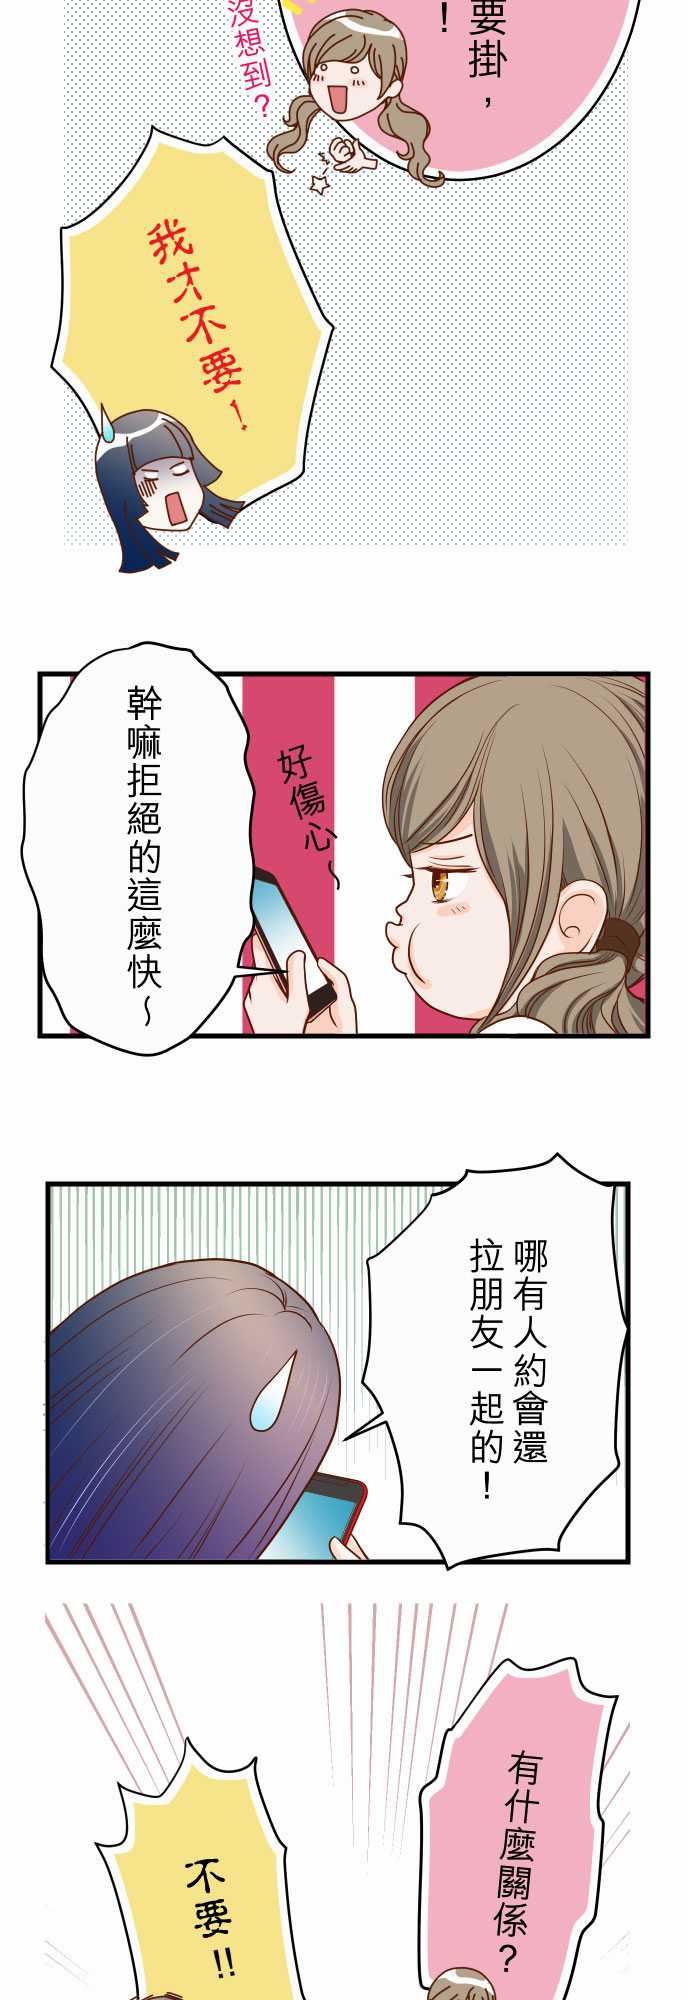 要掛，
！
沒想到？
我才不要！
幹嘛拒絕的這麼快～
好傷心～
哪有人約會還
拉朋友一起的！
有什麼關係？
不要！！